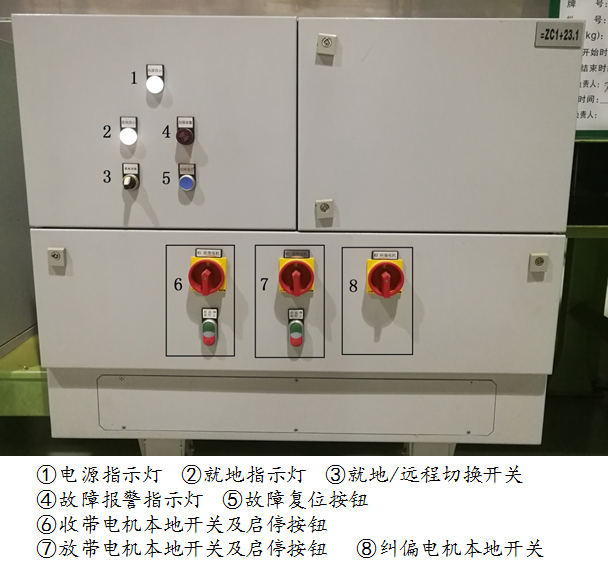 牌 号:
号:
kg):
开始时
结束时
负责人:
时间:
负责人:
=ZC1+23.1
1
2
4
3
5
6
7
8
①电源指示灯 ②就地指示灯 ③就地/远程切换开关
④故障报警指示灯 ⑤故障复位按钮
⑥收带电机本地开关及启停按钮
⑦放带电机本地开关及启停按钮 ⑧纠偏电机本地开关